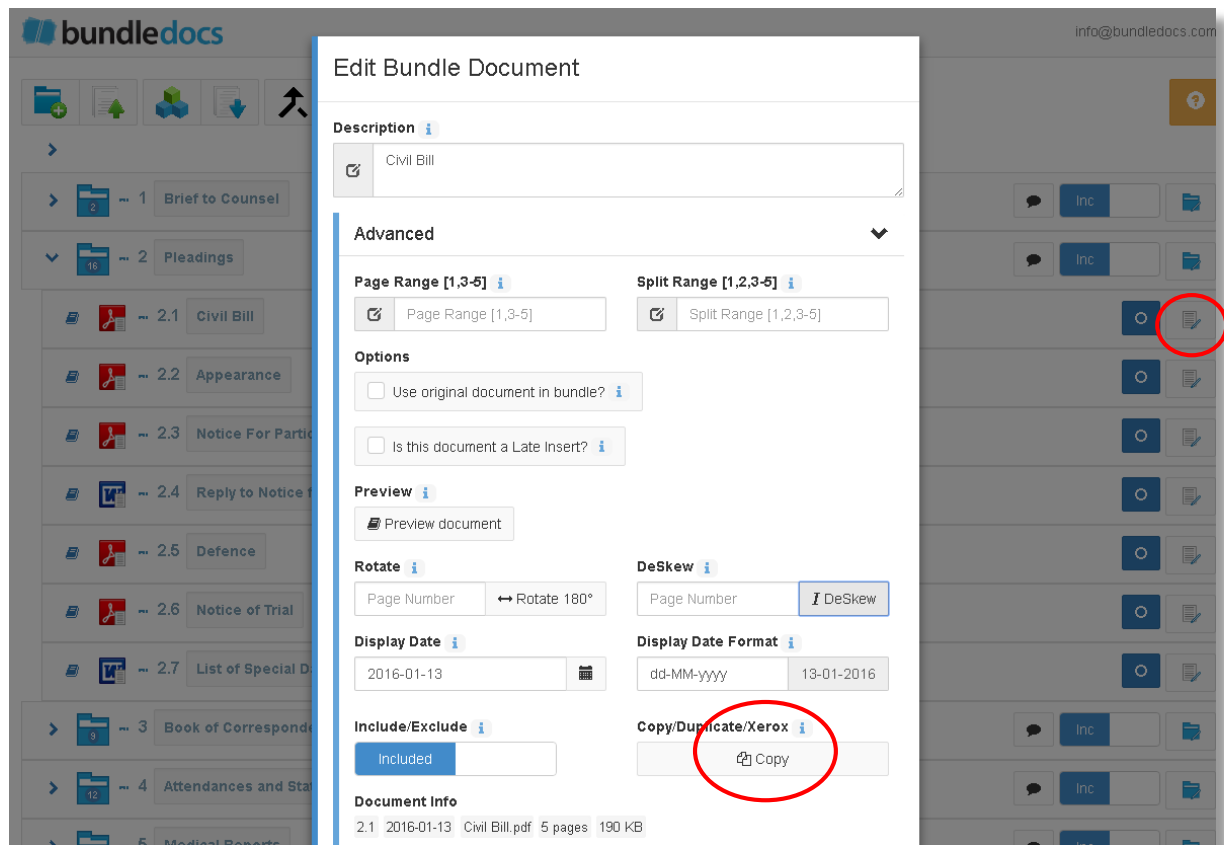 bundledocs
info@bundledocs.com
Edit Bundle Document
Description i
Civil Bill
Advanced
Page Range [1,3-5] i Split Range [1,2,3-5] i
Page Range [1,3-5] Split Range [1,2,3-5]
Options
Use original document in bundle? i
Is this document a Late Insert? i
Preview i
Preview document
Rotate i DeSkew i
Page Number Rotate 180° Page Number I DeSkew
Display Date i Display Date Format i
2016-01-13 dd-MM-yyyy 13-01-2016
Include/Exclude i Copy/Duplicate/Xerox i
Included Copy
Document Info
2.1 2016-01-13 Civil Bill.pdf 5 pages 190 KB
2 1 Brief to Counsel Inc
16 2 Pleadings Inc
2.1 Civil Bill
2.2 Appearance
2.3 Notice For Partic
2.4 Reply to Notice f
2.5 Defence
2.6 Notice of Trial
2.7 List of Special D
9 3 Book of Corresponde Inc
12 4 Attendances and Stat Inc
5 Medical Reports